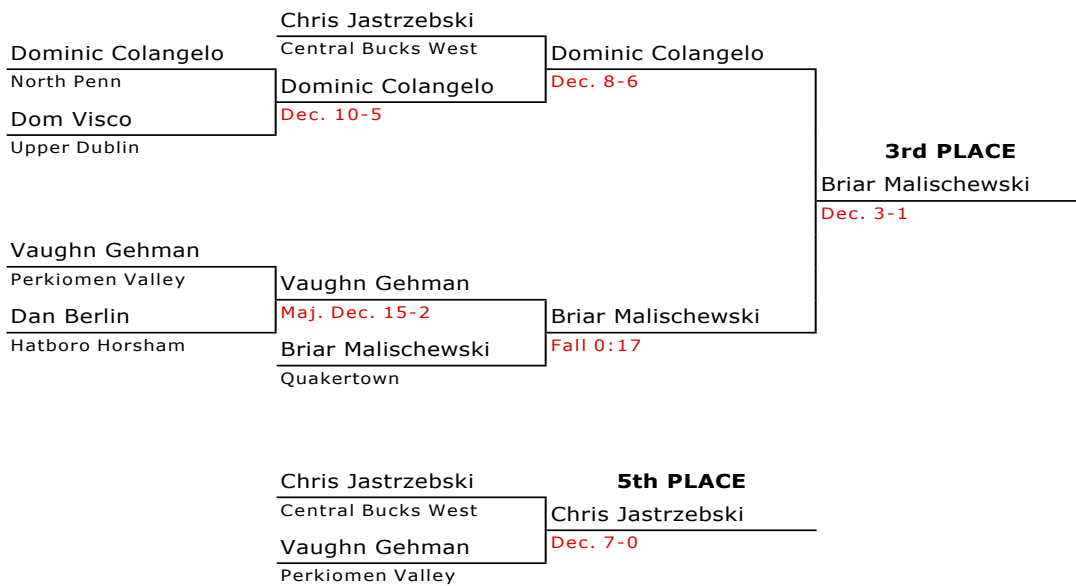 Chris Jastrzebski
Dominic Colangelo
Central Bucks West
Dominic Colangelo
North Penn
Dominic Colangelo
Dec. 8-6
Dom Visco
Dec. 10-5
Upper Dublin
3rd PLACE
Briar Malischewski
Dec. 3-1
Vaughn Gehman
Perkiomen Valley
Vaughn Gehman
Dan Berlin
Maj. Dec. 15-2
Briar Malischewski
Hatboro Horsham
Briar Malischewski
Fall 0:17
Quakertown
Chris Jastrzebski
5th PLACE
Central Bucks West
Chris Jastrzebski
Vaughn Gehman
Dec. 7-0
Perkiomen Valley